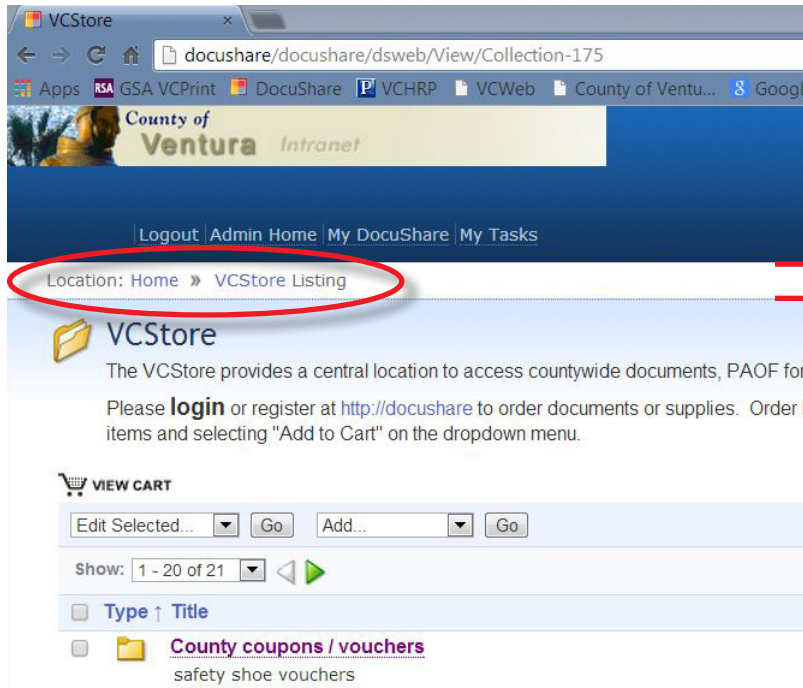 VCStore ×
docushare/docushare/dsweb/View/Collection-175
Apps RSA GSA VCPrint DocuShare P VCHRP VCWeb County of Ventu... 8 Googl
County of
Ventura Intranet
Logout Admin Home My DocuShare My Tasks
Location: Home » VCStore Listing
VCStore
The VCStore provides a central location to access countywide documents, PAOF for
Please login or register at http://docushare to order documents or supplies. Order
items and selecting "Add to Cart" on the dropdown menu.
VIEW CART
Edit Selected... Go Add... Go
Show: 1 - 20 of 21
Type ↑ Title
County coupons / vouchers
safety shoe vouchers